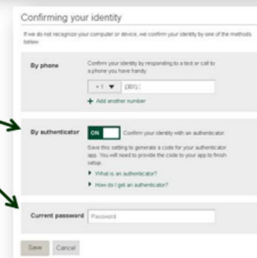 Confirming your identity
If we do not recognize your computer or device, we confirm your identity by one of the methods
below.
By phone
Confirm your identity by responding to a text or call to
a phone you have handy.
+ 1 (301)
+ Add another number
By authenticator
ON Confirm your identity with an authenticator.
Save this setting to generate a code for your authenticator
app. You will need to provide the code to your app to finish
setup.
What is an authenticator?
How do I get an authenticator?
Current password Password
Save Cancel